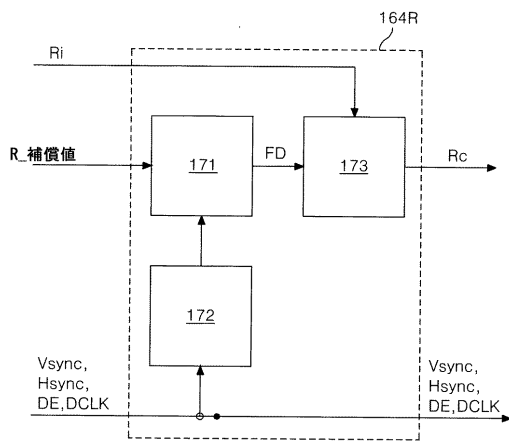 164R
Ri
R_補償値
171
FD
173
Rc
172
Vsync,
Hsync,
DE,DCLK
Vsync,
Hsync,
DE,DCLK